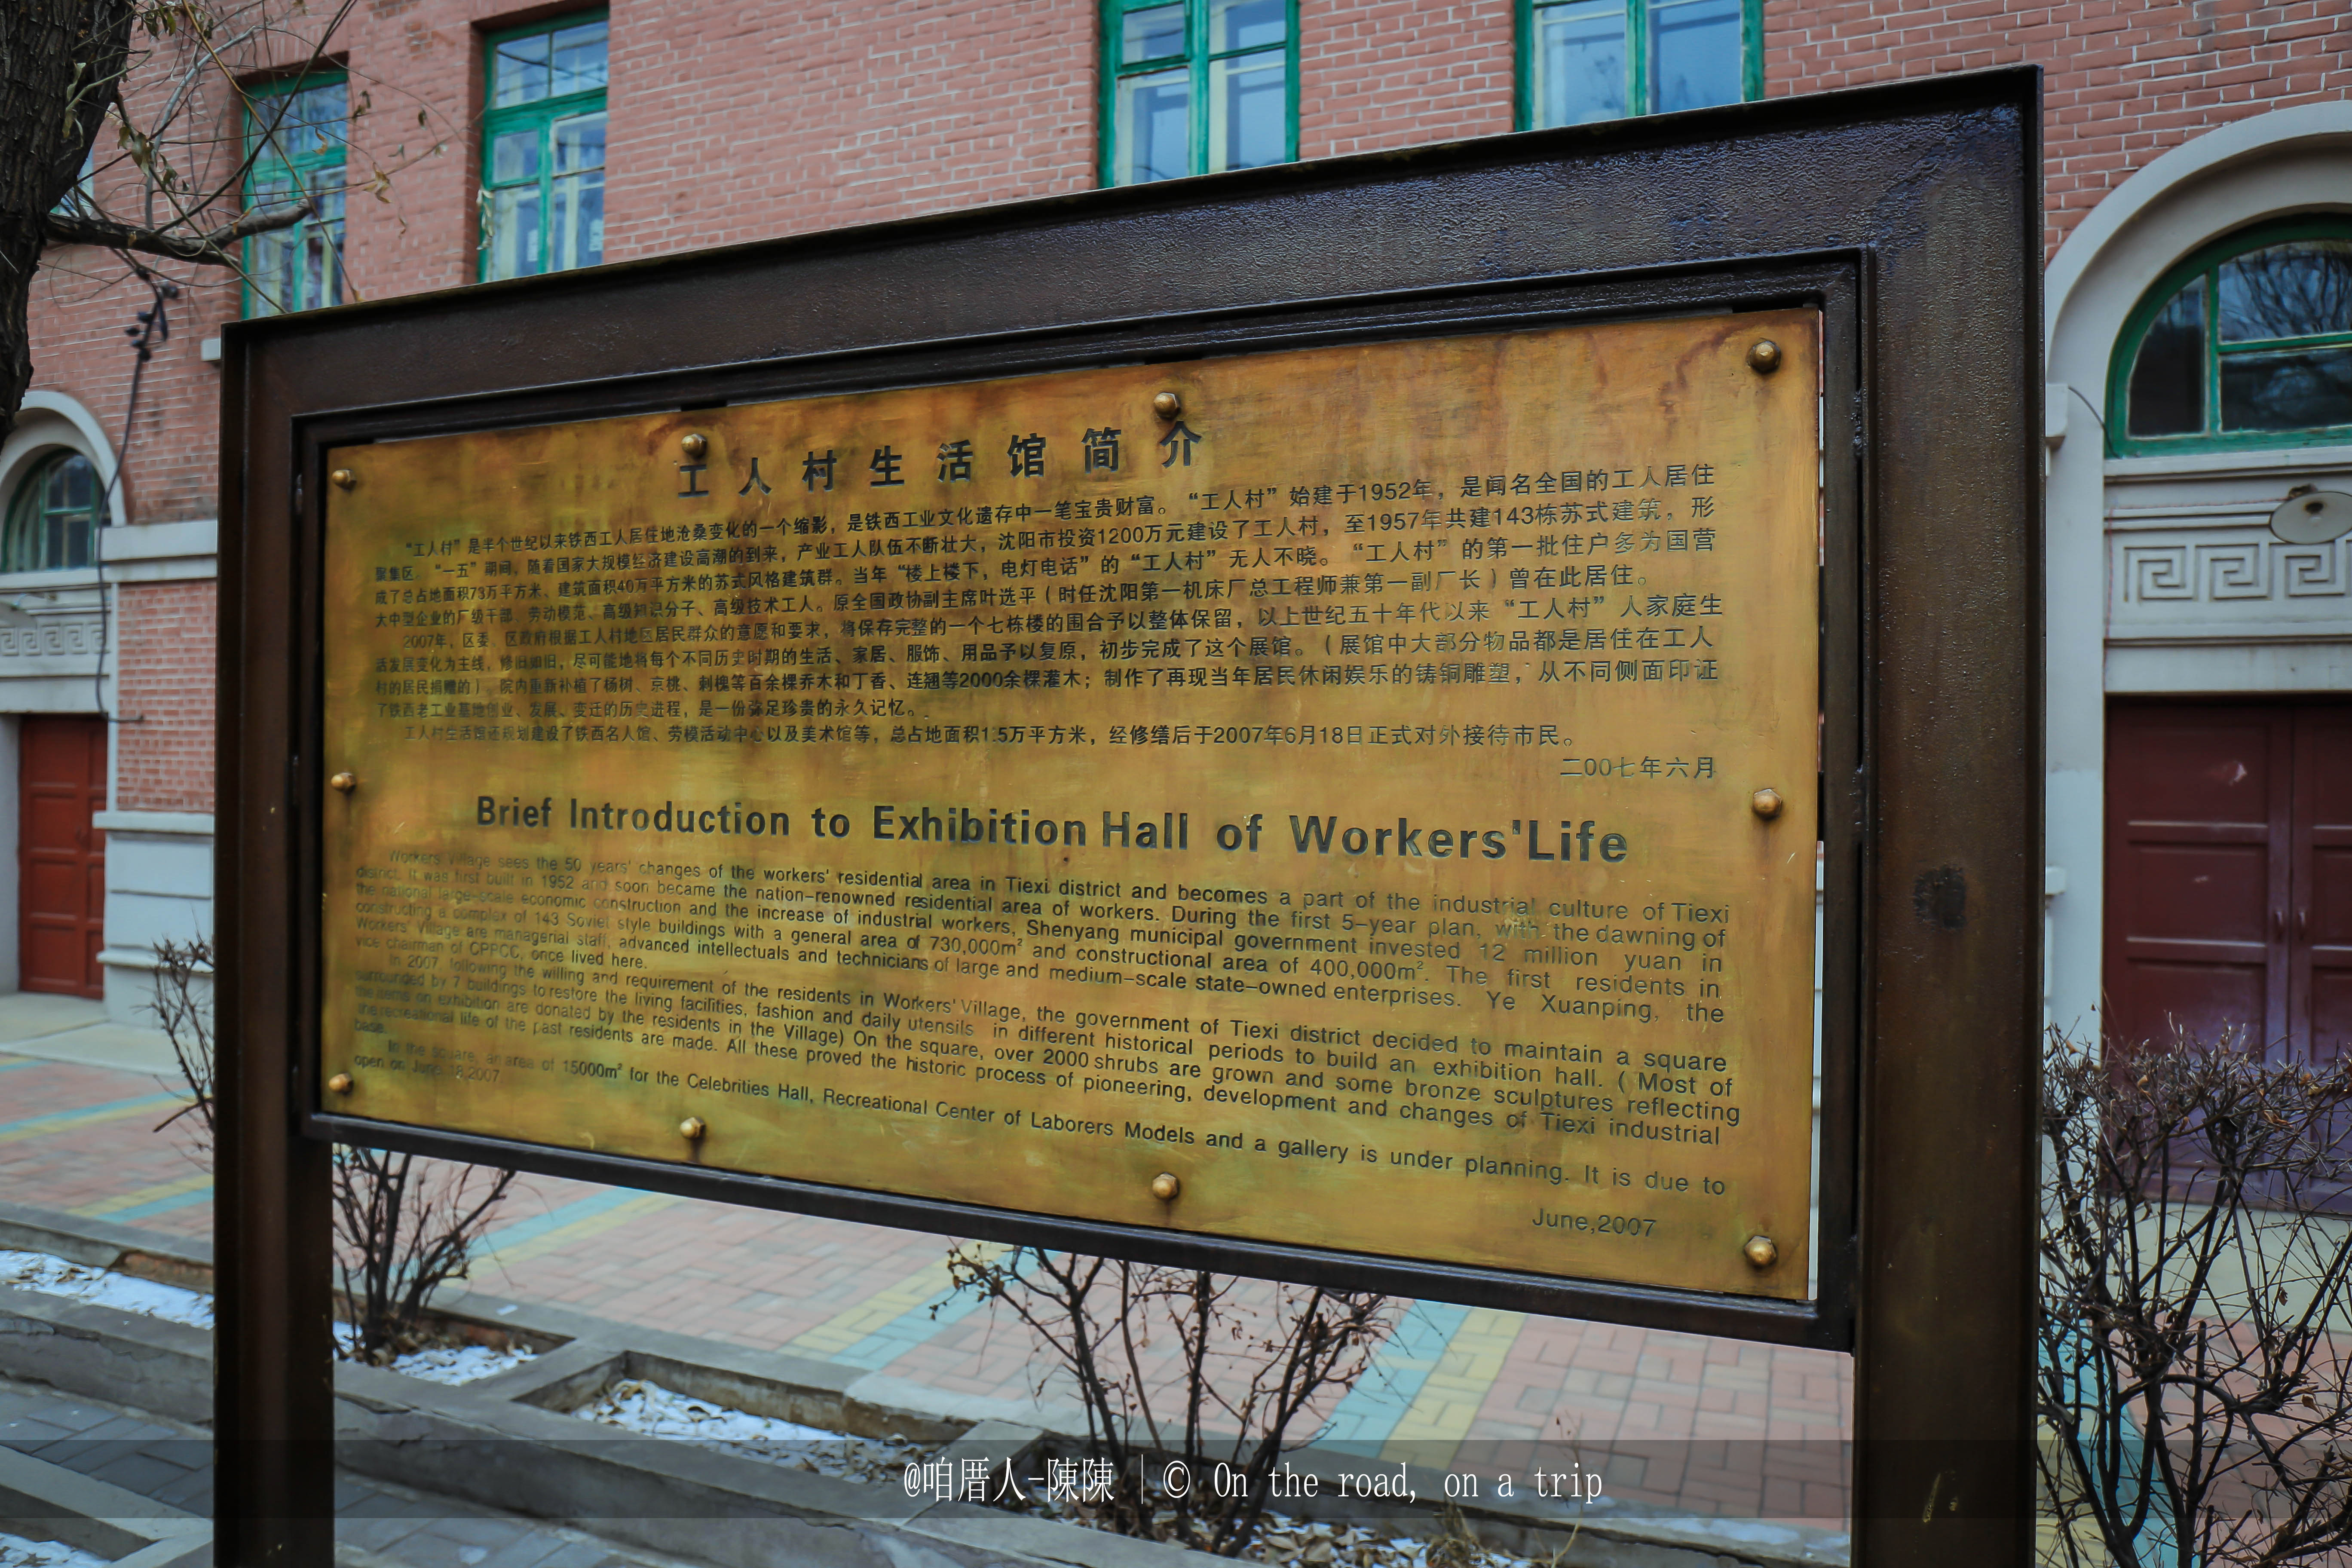 工人村生活馆简介
“工人村”是半个世纪以来铁西工人居住地沧桑变化的一个缩影，是铁西工业文化遗存中一笔宝贵财富。“工人村”始建于1952年，是闻名全国的工人居住
聚集区。“一五”期间，随着国家大规模经济建设高潮的到来，产业工人队伍不断壮大，沈阳市投资1200万元建设了工人村，至1957年共建143栋苏式建筑。形
成了总占地面积73万平方米、建筑面积40万平方米的苏式风格建筑群。当年“楼上楼下，电灯电话”的“工人村”无人不晓。“工人村”的第一批住户多为国营
大中型企业的厂级干部、劳动模范、高级知识分子、高级技术工人。原全国政协副主席叶选平（时任沈阳第一机床厂总工程师兼第一副厂长）曾在此居住。
2007年，区委、区政府根据工人村地区居民群众的意愿和要求，将保存完整的一个七栋楼的围合予以整体保留，以上世纪五十年代以来“工人村”人家庭生
活发展变化为主线，修旧如旧，尽可能地将每个不同历史时期的生活、家居、服饰、用品予以复原，初步完成了这个展馆。（展馆中大部分物品都是居住在工人
村的居民捐赠的）。院内重新补植了杨树、京桃、刺槐等百余棵乔木和丁香、连翘等2000余棵灌木；制作了再现当年居民休闲娱乐的铸铜雕塑，从不同侧面印证
了铁西老工业基地创业、发展、变迁的历史进程，是一份弥足珍贵的永久记忆。
工人村生活馆还规划建设了铁西名人馆、劳模活动中心以及美术馆等，总占地面积1.5万平方米，经修缮后于2007年6月18日正式对外接待市民。
二00七年六月
Brief Introduction to Exhibition Hall of Workers'Life
Workers' Village sees the 50 years' changes of the workers' residential area in Tiexi district and becomes a part of the industrial culture of Tiexi
district. It was first built in 1952 and soon became the nation-renowned residential area of workers. During the first 5-year plan, with the dawning of
the national large-scale economic construction and the increase of industrial workers, Shenyang municipal government invested 12 million yuan in
constructing a complex of 143 Soviet style buildings with a general area of 730,000m² and constructional area of 400,000m². The first residents in
Workers' Village are managerial staff, advanced intellectuals and technicians of large and medium-scale state-owned enterprises. Ye Xuanping, the
vice chairman of CPPCC, once lived here.
In 2007, following the willing and requirement of the residents in Workers' Village, the government of Tiexi district decided to maintain a square
surrounded by 7 buildings to restore the living facilities, fashion and daily utensils in different historical periods to build an exhibition hall. ( Most of
the items on exhibition are donated by the residents in the Village) On the square, over 2000 shrubs are grown and some bronze sculptures reflecting
the recreational life of the past residents are made. All these proved the historic process of pioneering, development and changes of Tiexi industrial
base.
In the square, an area of 15000m² for the Celebrities Hall, Recreational Center of Laborers Models and a gallery is under planning. It is due to
open on June 18,2007
June,2007
@咱厝人-陳陳 |© On the road, on a trip